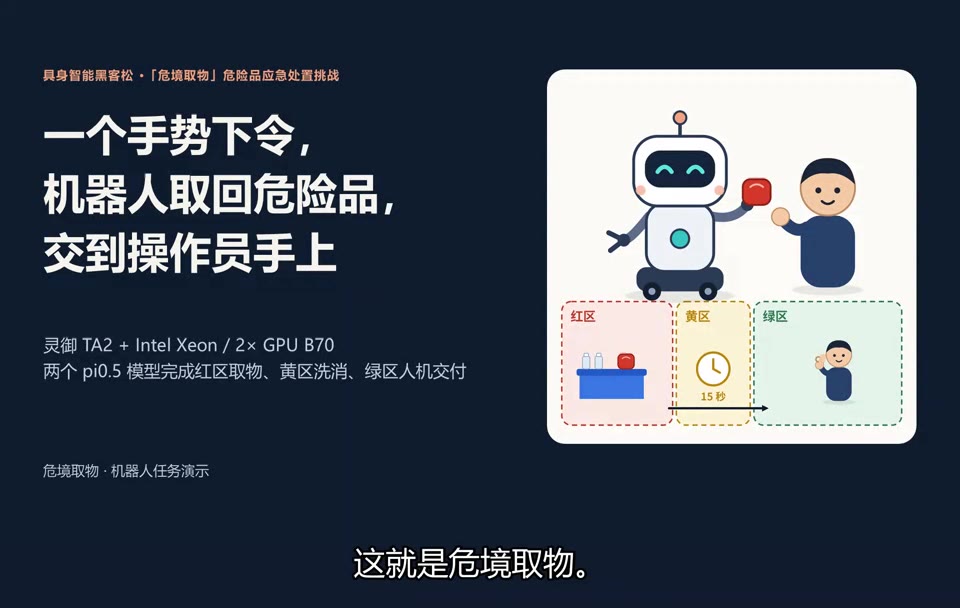 具身智能黑客松·「危境取物」危险品应急处置挑战
一个手势下令，
机器人取回危险品，
交到操作员手上
灵御 TA2 + Intel Xeon / 2× GPU B70
两个 pi0.5 模型完成红区取物、黄区洗消、绿区人机交付
危境取物 · 机器人任务演示
红区
黄区
绿区
15 秒
这就是危境取物。